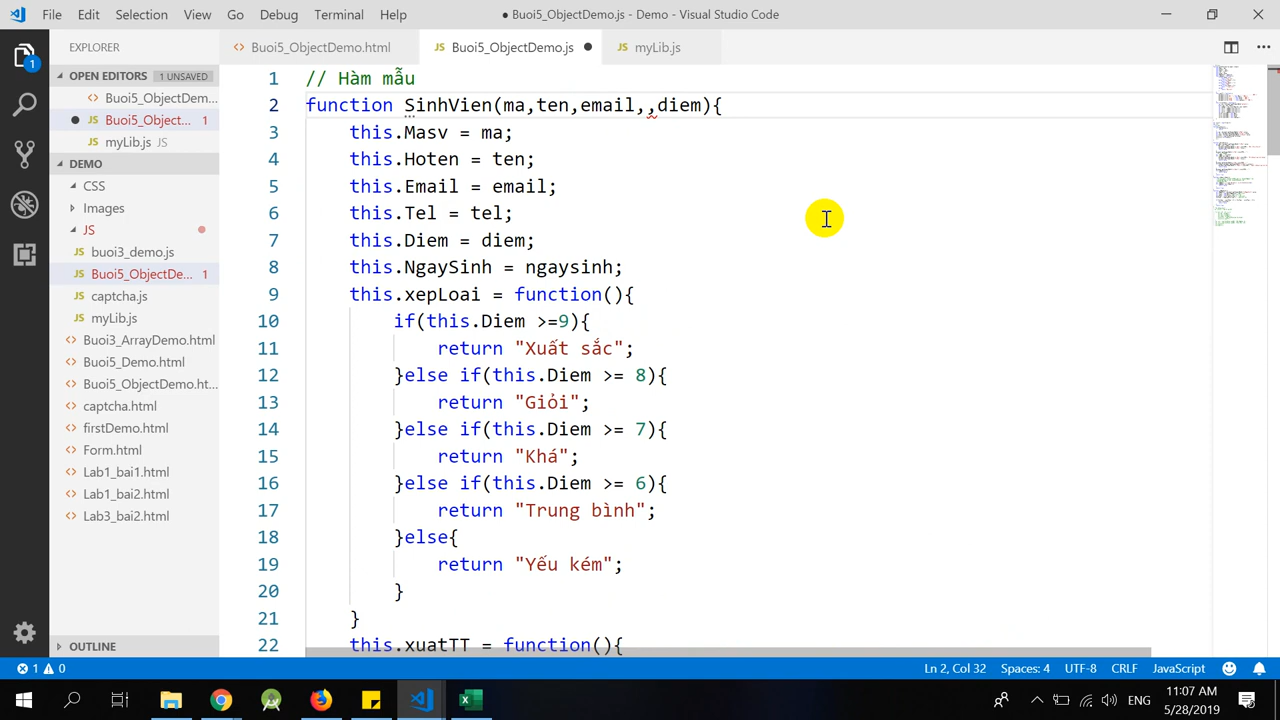 File Edit Selection View Go Debug Terminal Help
● Buoi5_ObjectDemo.js - Demo - Visual Studio Code
EXPLORER
OPEN EDITORS 1 UNSAVED
<> Buoi5_ObjectDem...
● JS Buoi5_Object... 1
JS myLib.js JS
DEMO
CSS
Images
JS
JS buoi3_demo.js
JS Buoi5_ObjectDe... 1
JS captcha.js
JS myLib.js
<> Buoi3_ArrayDemo.html
<> Buoi5_Demo.html
<> Buoi5_ObjectDemo.ht...
<> captcha.html
<> firstDemo.html
<> Form.html
<> Lab1_bai1.html
<> Lab1_bai2.html
<> Lab3_bai2.html
OUTLINE
<> Buoi5_ObjectDemo.html JS Buoi5_ObjectDemo.js ● JS myLib.js
1 // Hàm mẫu
2 function SinhVien(ma,ten,email,,diem){
3 this.Masv = ma;
4 this.Hoten = ten;
5 this.Email = email;
6 this.Tel = tel;
7 this.Diem = diem;
8 this.NgaySinh = ngaysinh;
9 this.xepLoai = function(){
10 if(this.Diem >=9){
11 return "Xuất sắc";
12 }else if(this.Diem >= 8){
13 return "Giỏi";
14 }else if(this.Diem >= 7){
15 return "Khá";
16 }else if(this.Diem >= 6){
17 return "Trung bình";
18 }else{
19 return "Yếu kém";
20 }
21 }
22 this.xuatTT = function(){
1 0 Ln 2, Col 32 Spaces: 4 UTF-8 CRLF JavaScript
ENG
11:07 AM
5/28/2019